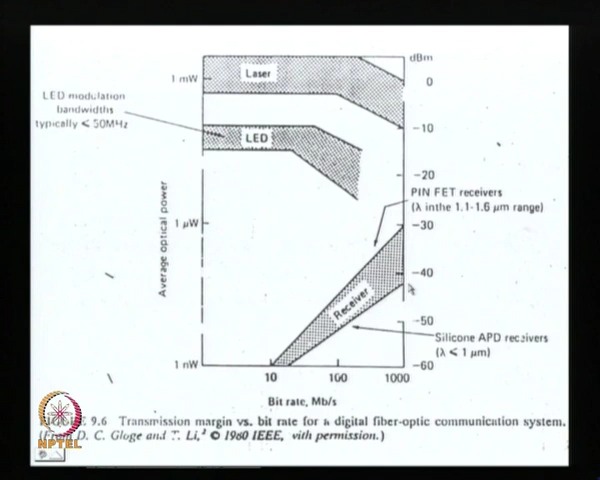 dBm
Laser
1 mW
0
LED modulation
bandwidths
typically ≤ 50MHz
-10
LED
-20
PIN FET receivers
(λ inthe 1.1-1.6 µm range)
Average optical power
1 µW
-30
-40
Receiver
-50
Silicone APD receivers
(λ < 1 µm)
1 nW
-60
10
100
1000
Bit rate, Mb/s
9.6 Transmission margin vs. bit rate for a digital fiber-optic communication system.
(From D. C. Gloge and T. Li,² © 1980 IEEE, with permission.)
NPTEL